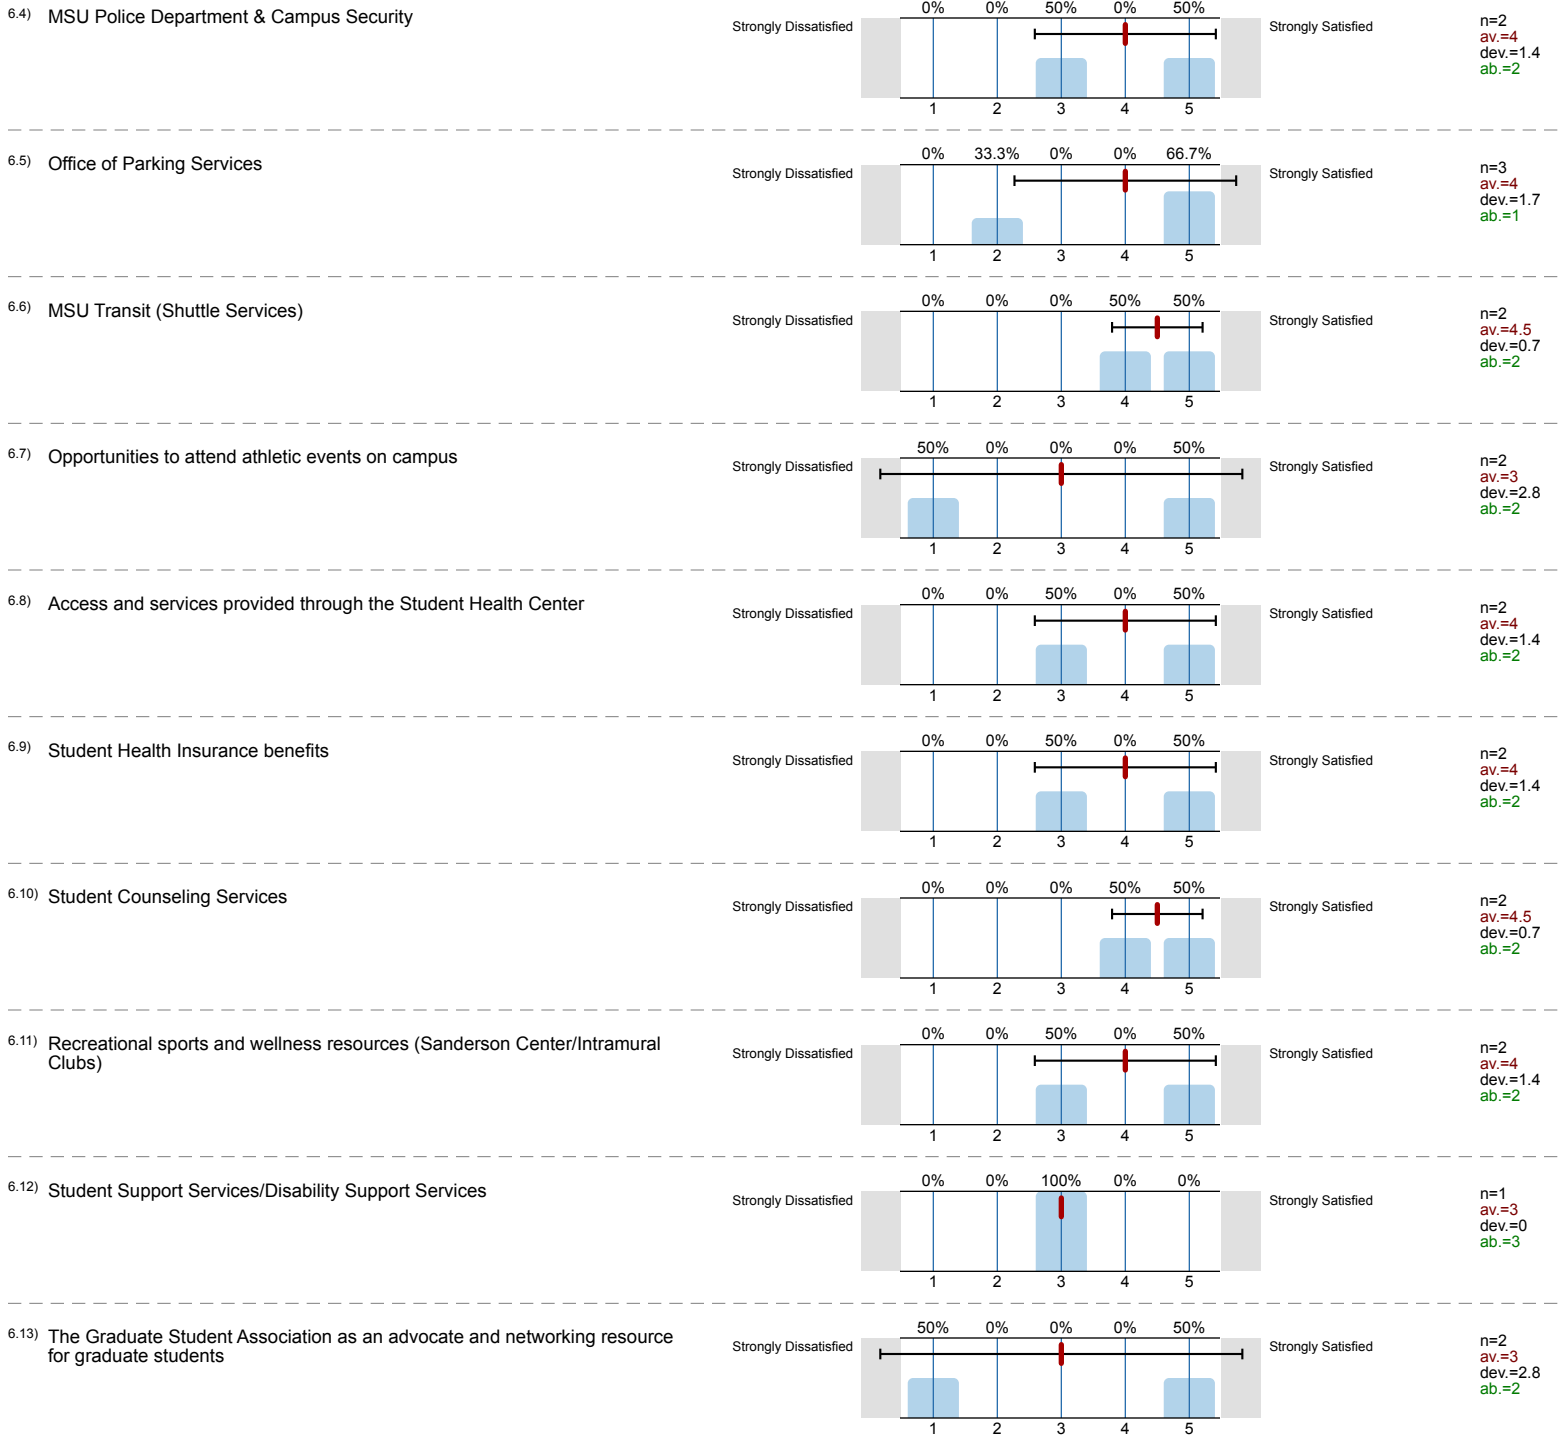 6.4) MSU Police Department & Campus Security
0% 0% 50% 0% 50%
Strongly Dissatisfied
Strongly Satisfied
n=2
av.=4
dev.=1.4
ab.=2
1 2 3 4 5
6.5) Office of Parking Services
0% 33.3% 0% 0% 66.7%
Strongly Dissatisfied
Strongly Satisfied
n=3
av.=4
dev.=1.7
ab.=1
1 2 3 4 5
6.6) MSU Transit (Shuttle Services)
0% 0% 0% 50% 50%
Strongly Dissatisfied
Strongly Satisfied
n=2
av.=4.5
dev.=0.7
ab.=2
1 2 3 4 5
6.7) Opportunities to attend athletic events on campus
50% 0% 0% 0% 50%
Strongly Dissatisfied
Strongly Satisfied
n=2
av.=3
dev.=2.8
ab.=2
1 2 3 4 5
6.8) Access and services provided through the Student Health Center
0% 0% 50% 0% 50%
Strongly Dissatisfied
Strongly Satisfied
n=2
av.=4
dev.=1.4
ab.=2
1 2 3 4 5
6.9) Student Health Insurance benefits
0% 0% 50% 0% 50%
Strongly Dissatisfied
Strongly Satisfied
n=2
av.=4
dev.=1.4
ab.=2
1 2 3 4 5
6.10) Student Counseling Services
0% 0% 0% 50% 50%
Strongly Dissatisfied
Strongly Satisfied
n=2
av.=4.5
dev.=0.7
ab.=2
1 2 3 4 5
6.11) Recreational sports and wellness resources (Sanderson Center/Intramural
Clubs)
0% 0% 50% 0% 50%
Strongly Dissatisfied
Strongly Satisfied
n=2
av.=4
dev.=1.4
ab.=2
1 2 3 4 5
6.12) Student Support Services/Disability Support Services
0% 0% 100% 0% 0%
Strongly Dissatisfied
Strongly Satisfied
n=1
av.=3
dev.=0
ab.=3
1 2 3 4 5
6.13) The Graduate Student Association as an advocate and networking resource
for graduate students
50% 0% 0% 0% 50%
Strongly Dissatisfied
Strongly Satisfied
n=2
av.=3
dev.=2.8
ab.=2
1 2 3 4 5